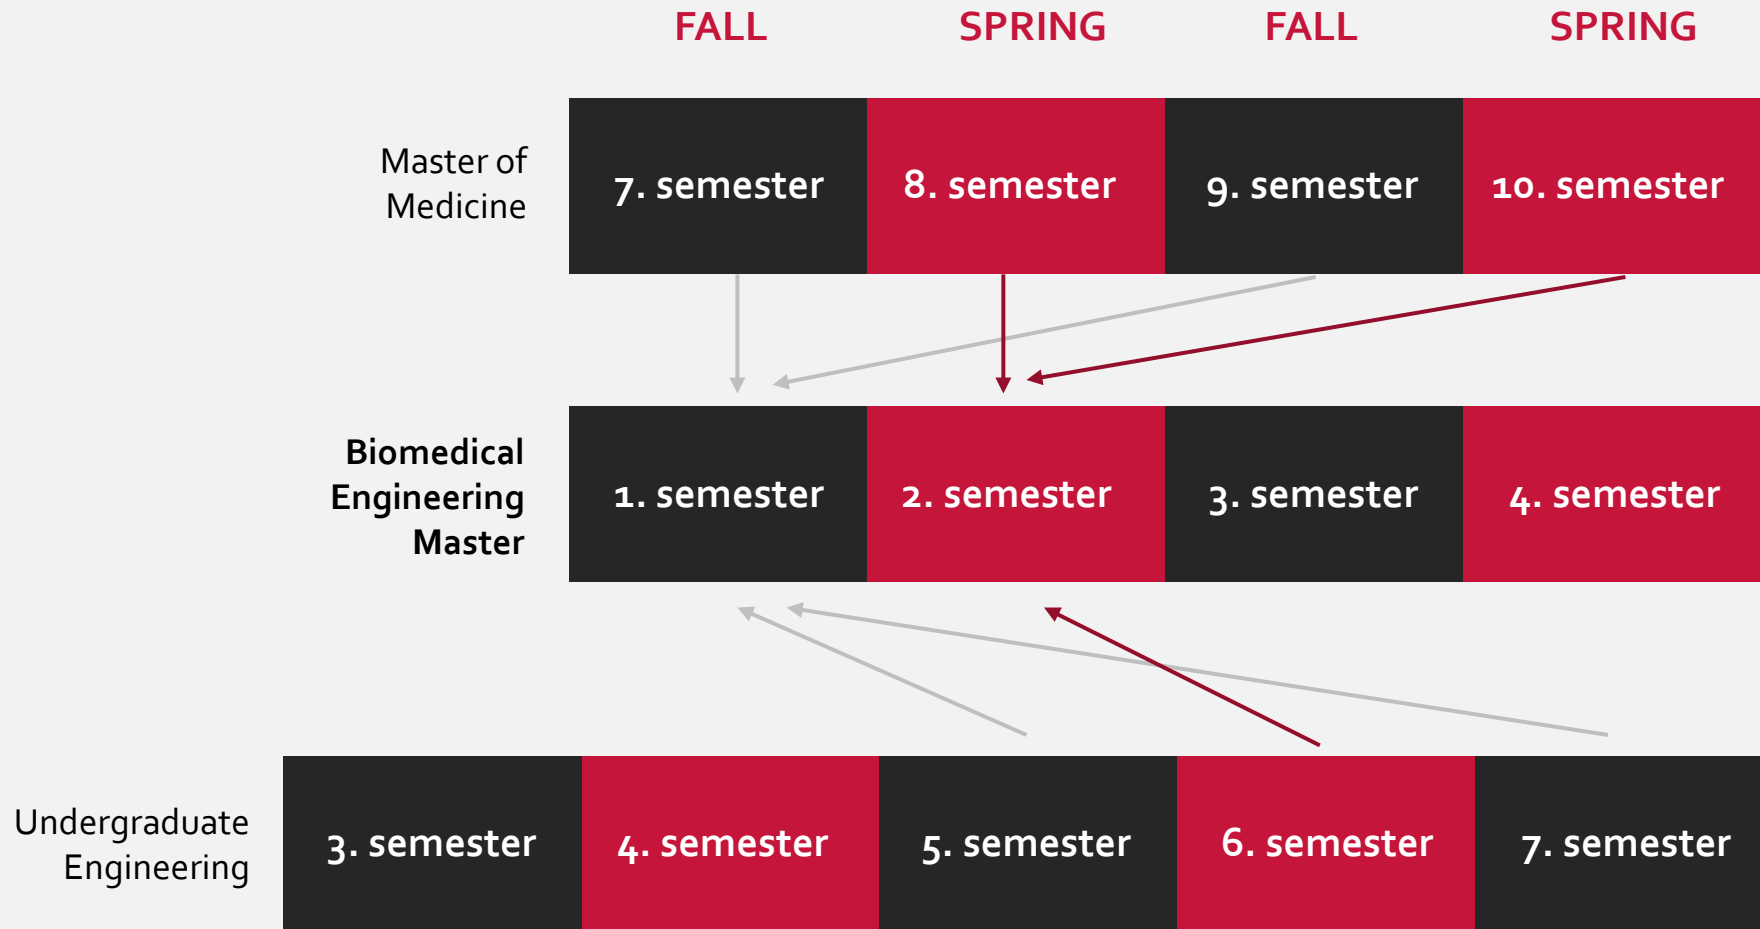 FALL SPRING FALL SPRING
Master of
Medicine
7. semester 8. semester 9. semester 10. semester
Biomedical
Engineering
Master
1. semester 2. semester 3. semester 4. semester
Undergraduate
Engineering
3. semester 4. semester 5. semester 6. semester 7. semester